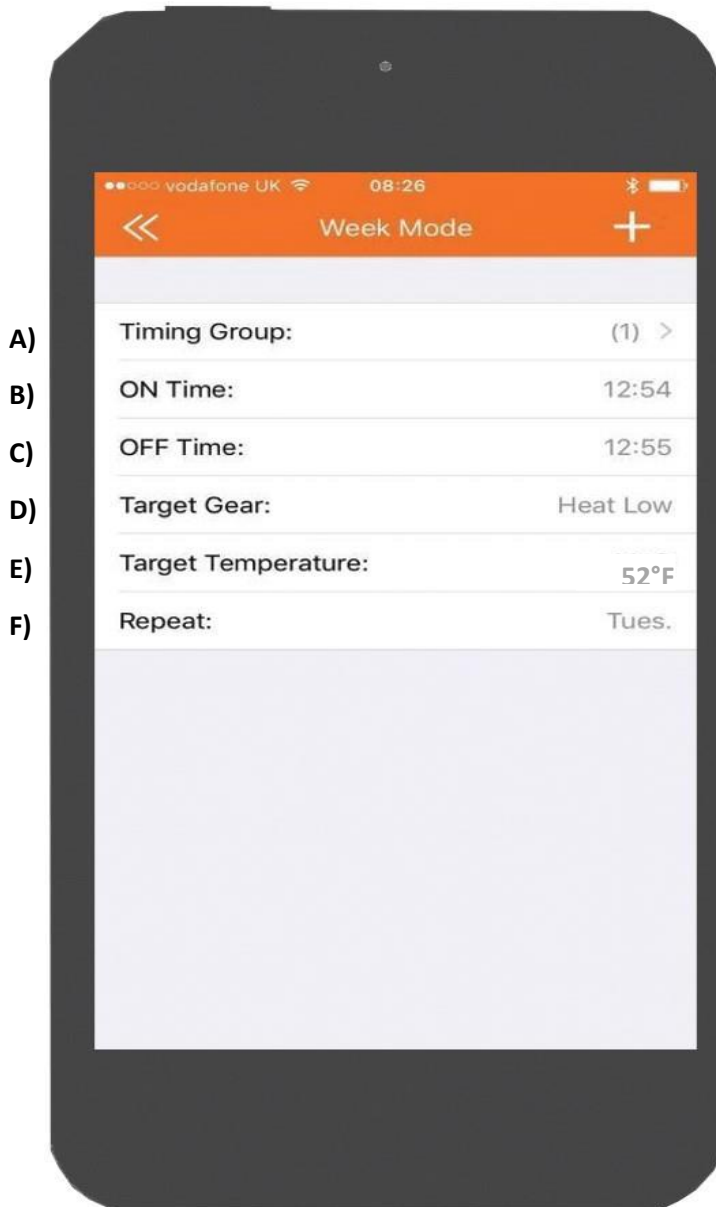 vodafone UK 08:26
Week Mode
A) Timing Group: (1) >
B) ON Time: 12:54
C) OFF Time: 12:55
D) Target Gear: Heat Low
E) Target Temperature: 52°F
F) Repeat: Tues.